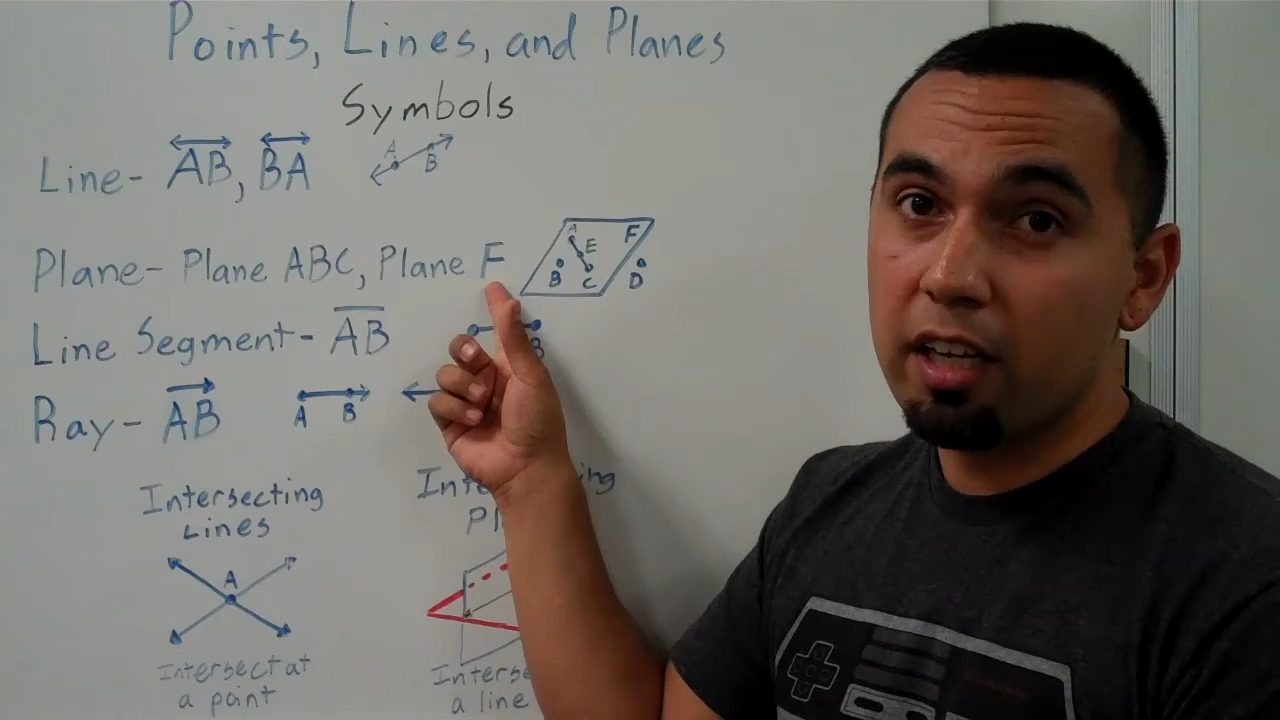 Points, Lines, and Planes
Symbols
Line- AB, BA
A B
Plane- Plane ABC, Plane F
A E F
B C D
Line Segment- AB
B
Ray- AB
A B
Intersecting
Lines
A
Intersect at
a point
a line